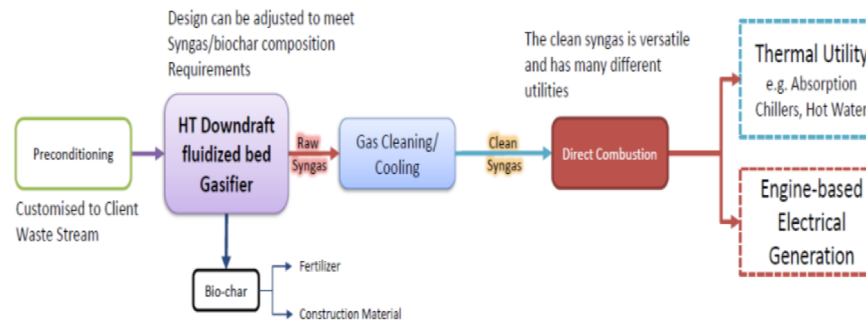 Design can be adjusted to meet
Syngas/biochar composition
Requirements
The clean syngas is versatile
and has many different
utilities
Thermal Utility
e.g. Absorption
Chillers, Hot Water
Preconditioning
HT Downdraft
fluidized bed
Gasifier
Raw
Syngas
Gas Cleaning/
Cooling
Clean
Syngas
Direct Combustion
Customised to Client
Waste Stream
Engine-based
Electrical
Generation
Bio-char
Fertilizer
Construction Material